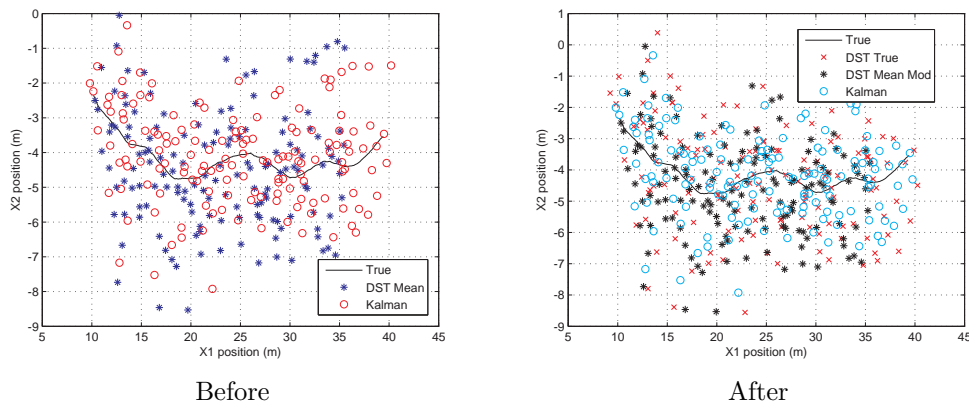 0
-1
-2
-3
-4
-5
-6
-7
-8
-9
5 10 15 20 25 30 35 40 45
X1 position (m)
X2 position (m)
True
DST Mean
Kalman
Before
1
0
-1
-2
-3
-4
-5
-6
-7
-8
-9
5 10 15 20 25 30 35 40 45
X1 position (m)
X2 position (m)
True
DST True
DST Mean Mod
Kalman
After